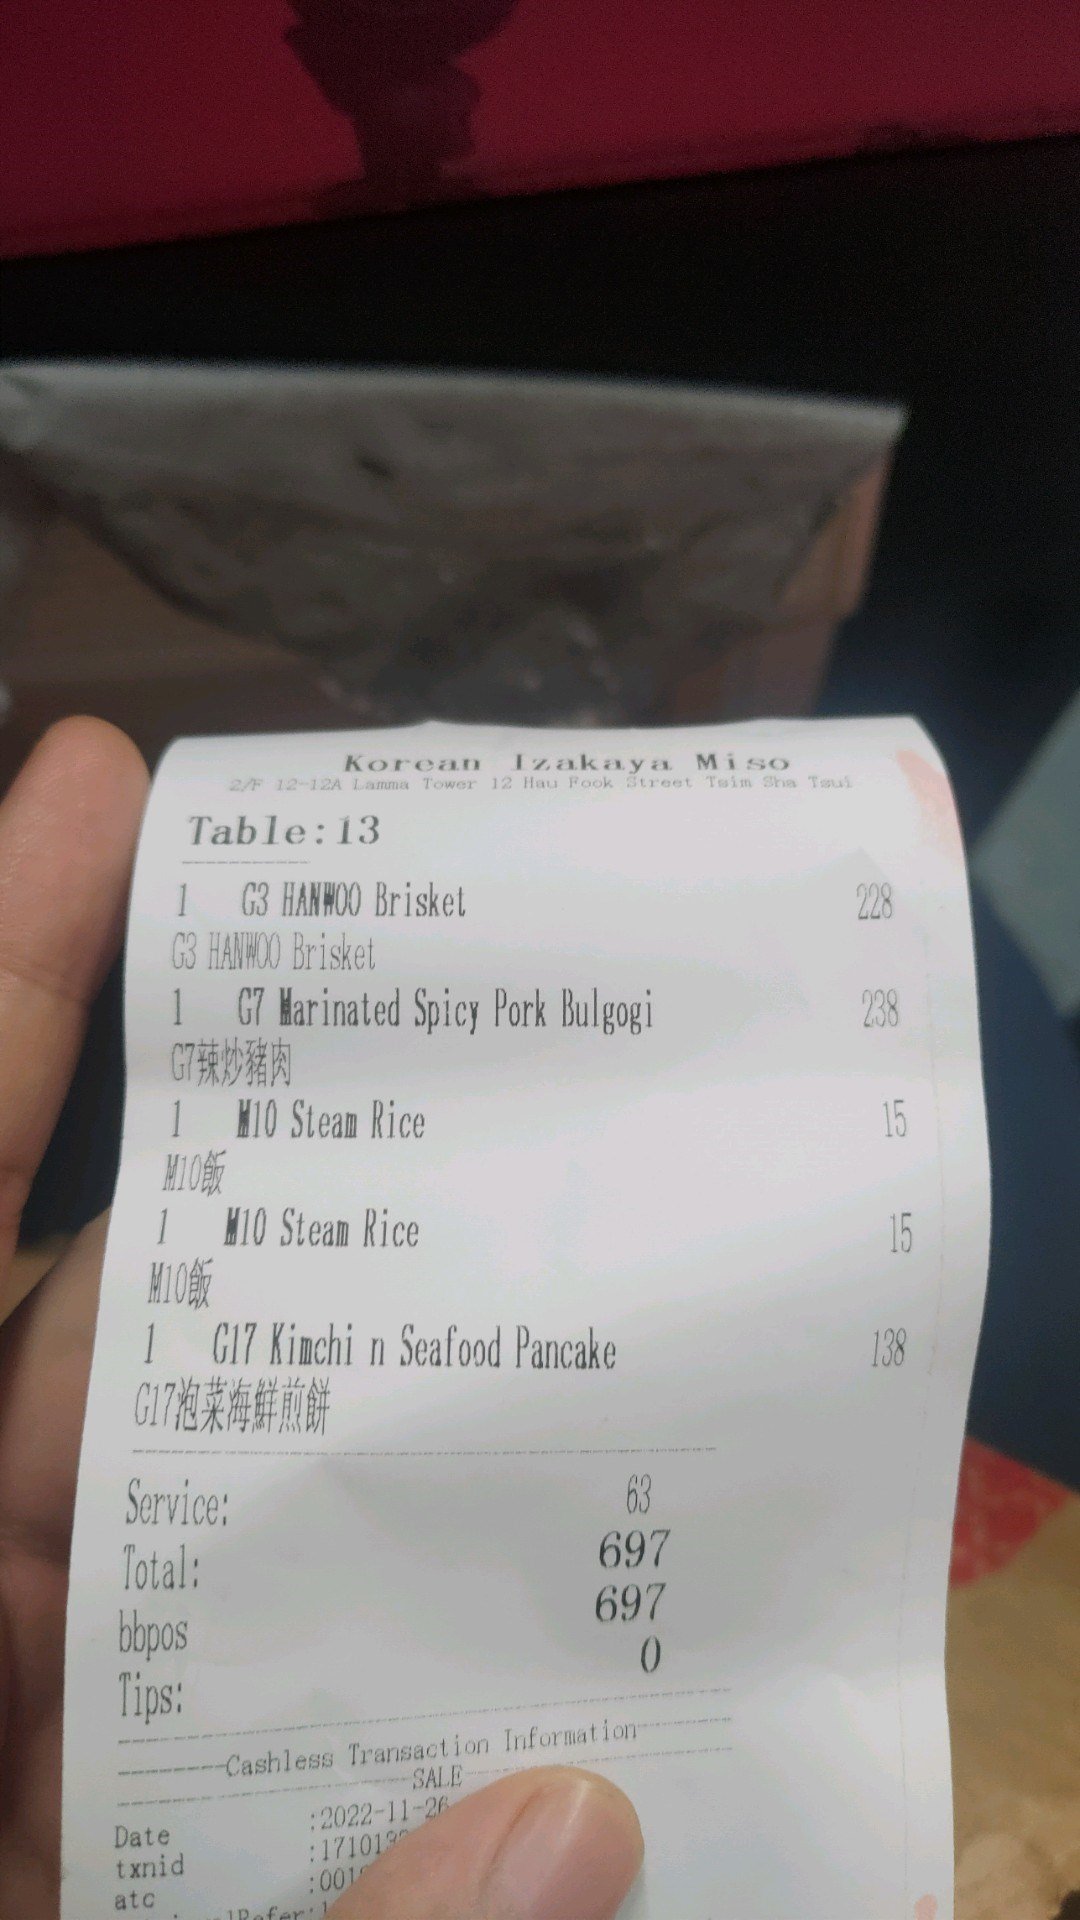 Korean Izakaya Miso
2/F 12-12A Lamma Tower 12 Hau Fook Street Tsim Sha Tsui
Table:13
1 G3 HANWOO Brisket 228
G3 HANWOO Brisket
1 G7 Marinated Spicy Pork Bulgogi 238
G7辣炒豬肉
1 M10 Steam Rice 15
M10飯
1 M10 Steam Rice 15
M10飯
1 G17 Kimchi n Seafood Pancake 138
G17泡菜海鮮煎餅
Service: 63
Total: 697
bbpos 697
Tips: 0
Cashless Transaction Information
SALE
Date :2022-11-26
txnid
atc